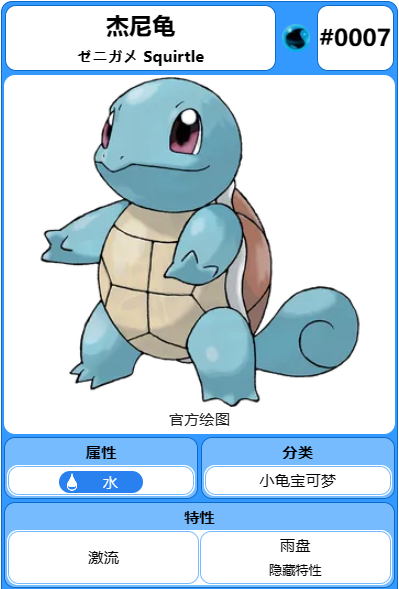 杰尼龟
ゼニガメ Squirtle
#0007
官方绘图
属性
水
分类
小龟宝可梦
特性
激流
雨盘
隐藏特性